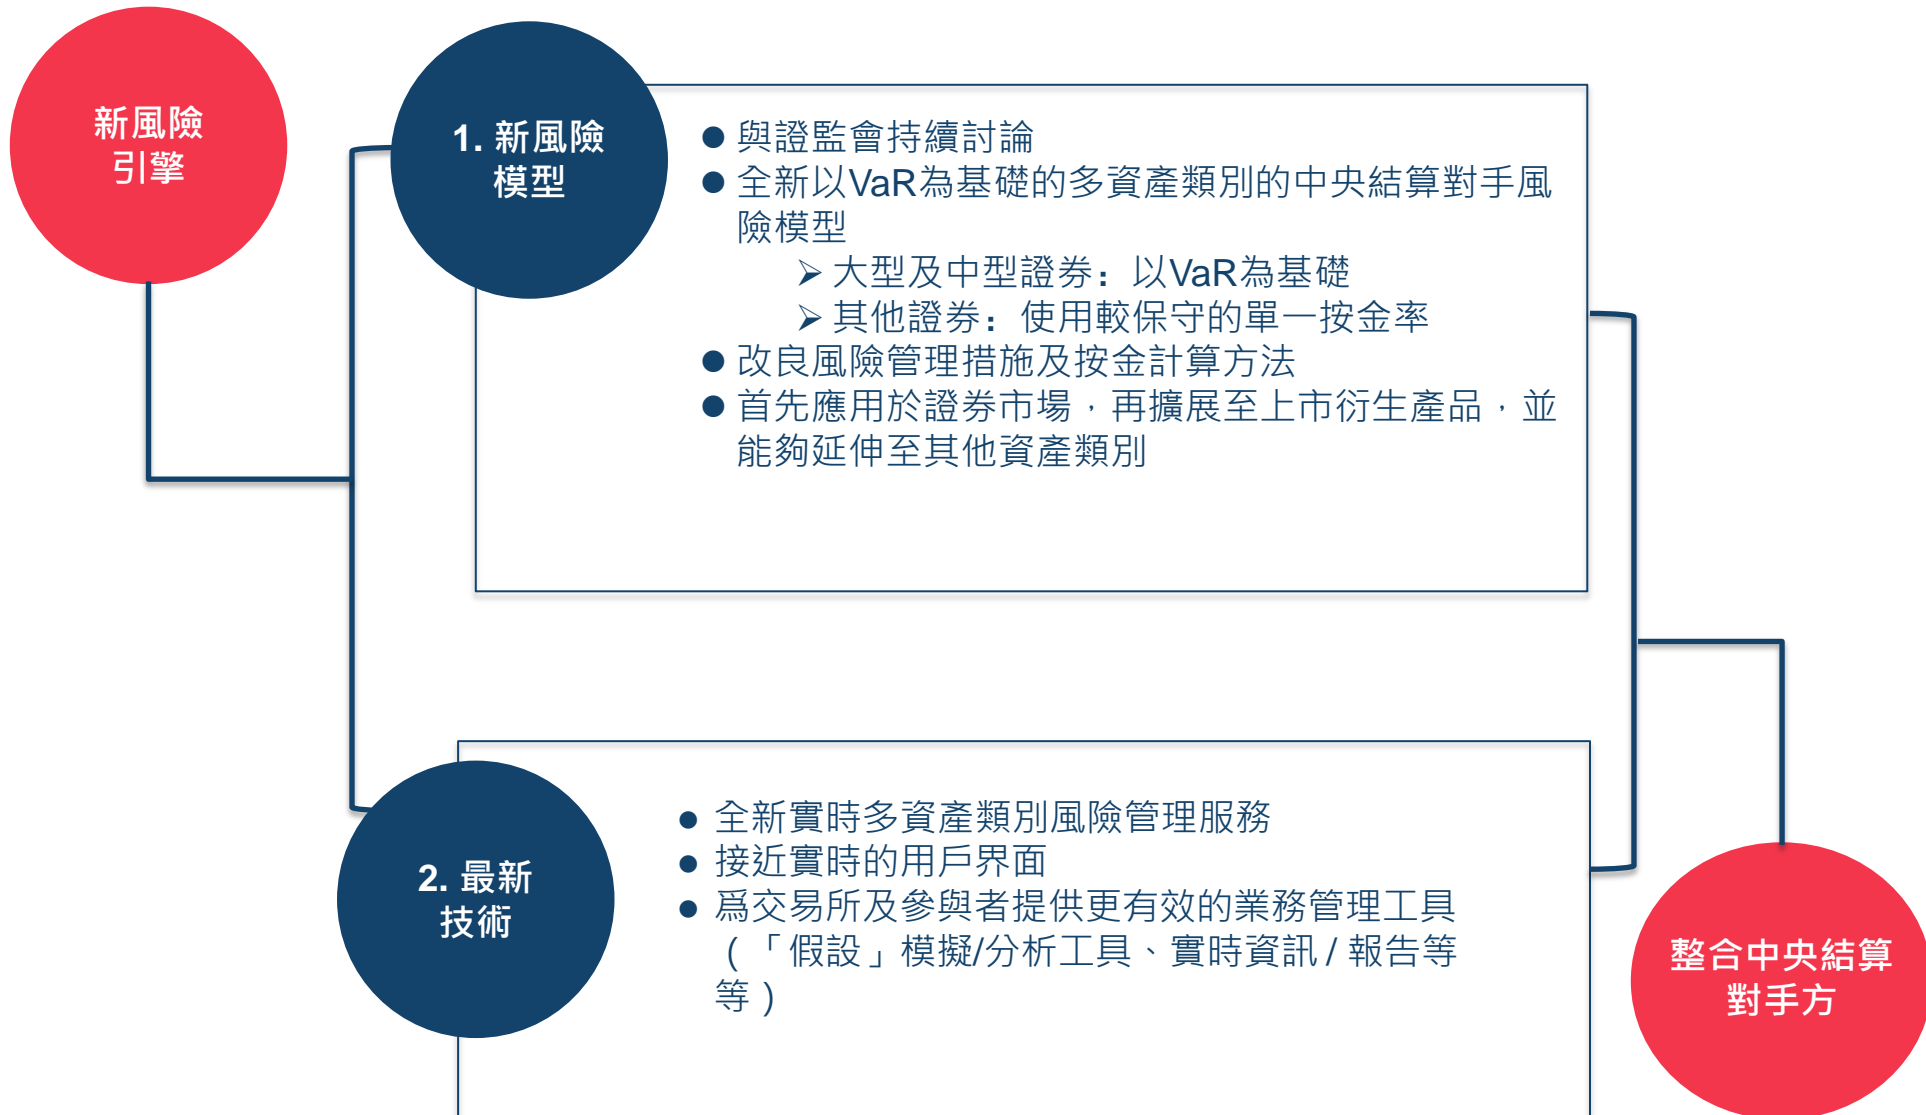 新風險
引擎
1. 新風險
模型
● 與證監會持續討論
● 全新以VaR為基礎的多資產類別的中央結算對手風
險模型
➢ 大型及中型證券：以VaR為基礎
➢ 其他證券：使用較保守的單一按金率
● 改良風險管理措施及按金計算方法
● 首先應用於證券市場，再擴展至上市衍生產品，並
能夠延伸至其他資產類別
2. 最新
技術
● 全新實時多資產類別風險管理服務
● 接近實時的用戶界面
● 爲交易所及參與者提供更有效的業務管理工具
（「假設」模擬/分析工具、實時資訊 / 報告等
等）
整合中央結算
對手方